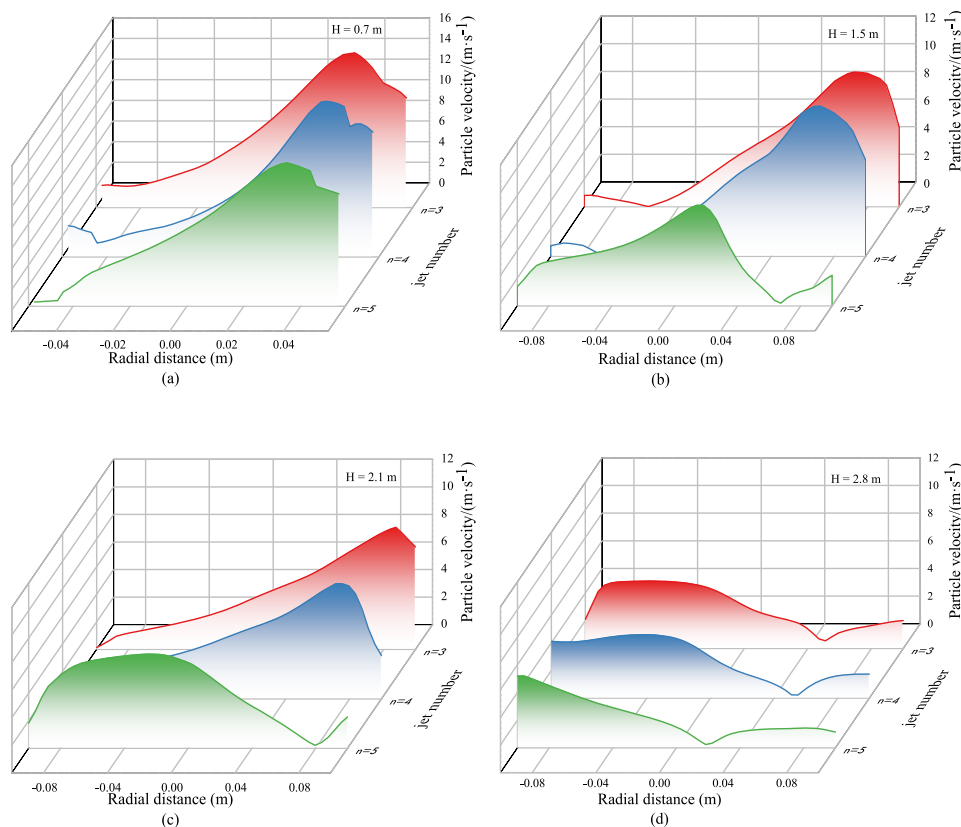 H = 0.7 m
16
14
12
10
8
6
4
2
0
Particle velocity/(m·s⁻¹)
n=3
n=4
n=5
jet number
-0.04 -0.02 0.00 0.02 0.04
Radial distance (m)
(a)
H = 1.5 m
12
10
8
6
4
2
0
Particle velocity/(m·s⁻¹)
n=3
n=4
n=5
jet number
-0.08 -0.04 0.00 0.04 0.08
Radial distance (m)
(b)
H = 2.1 m
12
10
8
6
4
2
0
Particle velocity/(m·s⁻¹)
n=3
n=4
n=5
jet number
-0.08 -0.04 0.00 0.04 0.08
Radial distance (m)
(c)
H = 2.8 m
12
10
8
6
4
2
0
Particle velocity/(m·s⁻¹)
n=3
n=4
n=5
jet number
-0.08 -0.04 0.00 0.04 0.08
Radial distance (m)
(d)